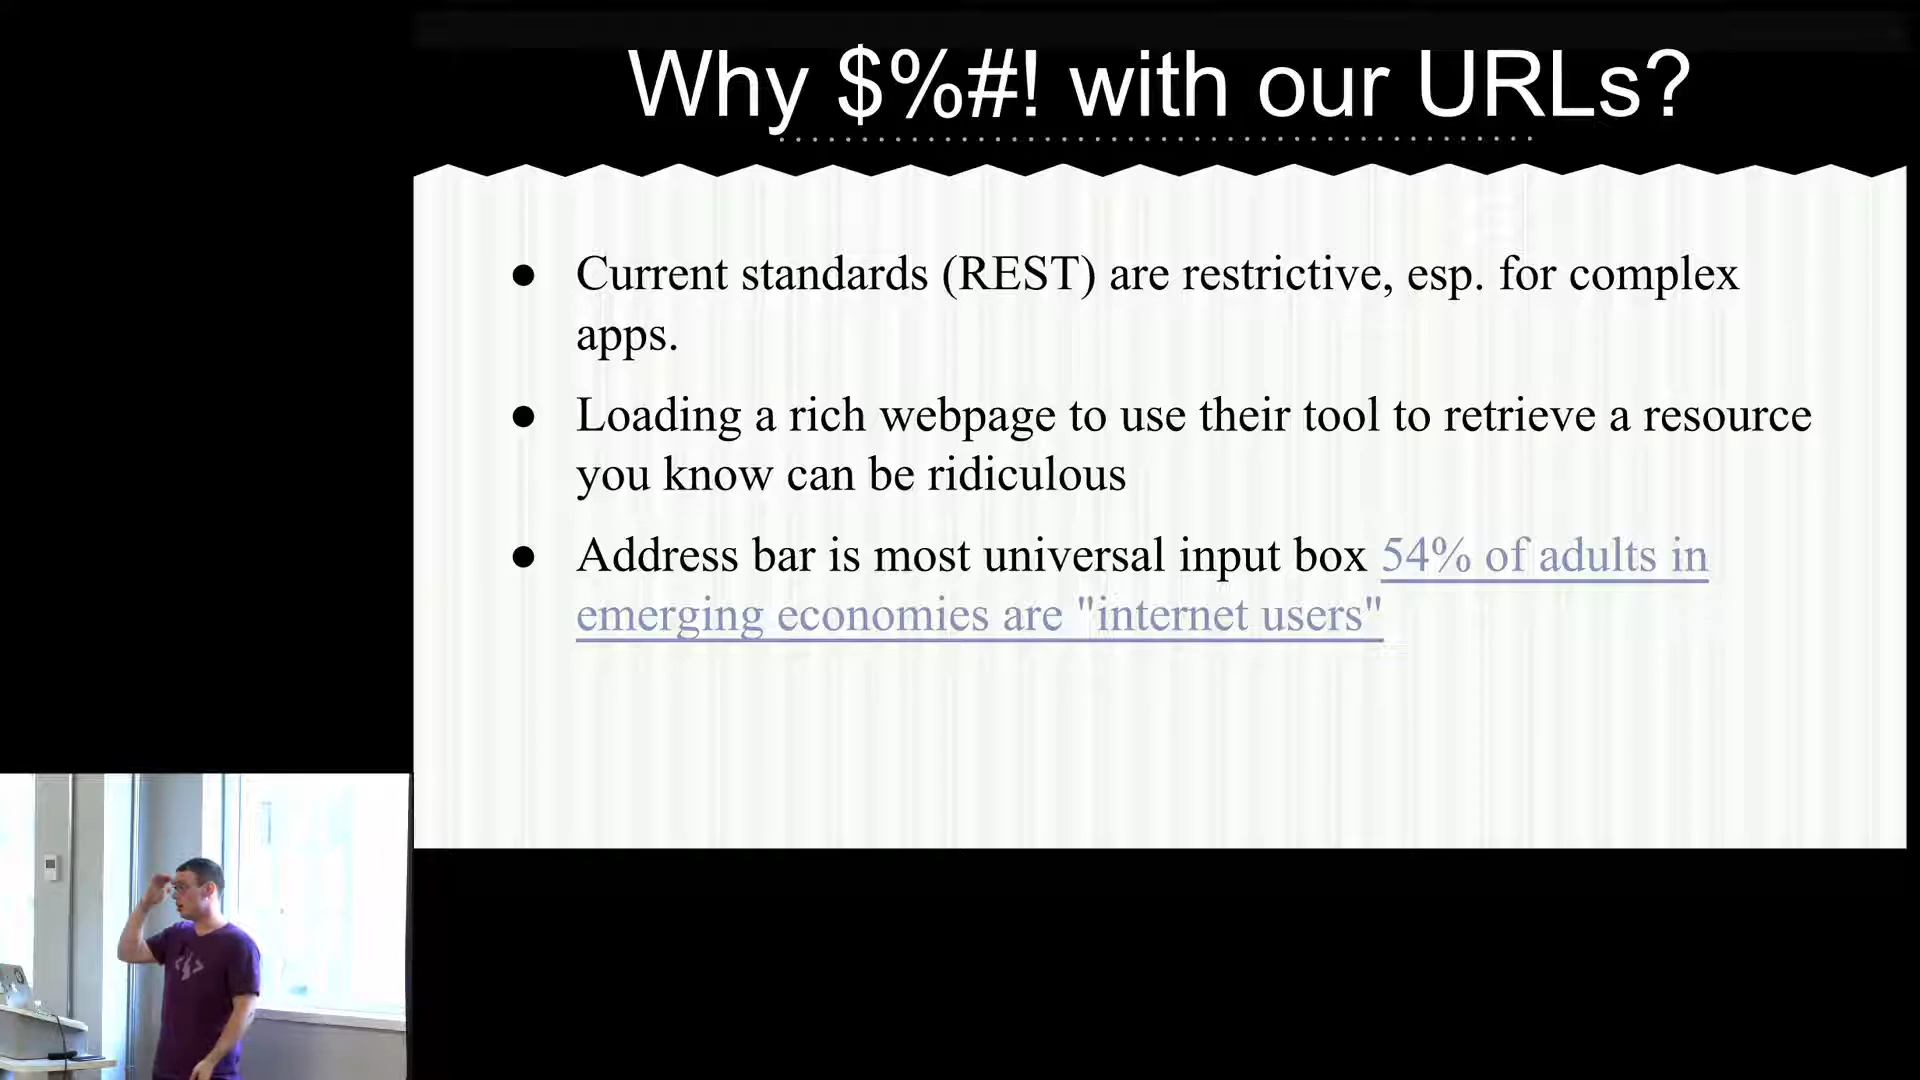 Why $%#! with our URLs?
● Current standards (REST) are restrictive, esp. for complex
apps.
● Loading a rich webpage to use their tool to retrieve a resource
you know can be ridiculous
● Address bar is most universal input box 54% of adults in
emerging economies are "internet users"